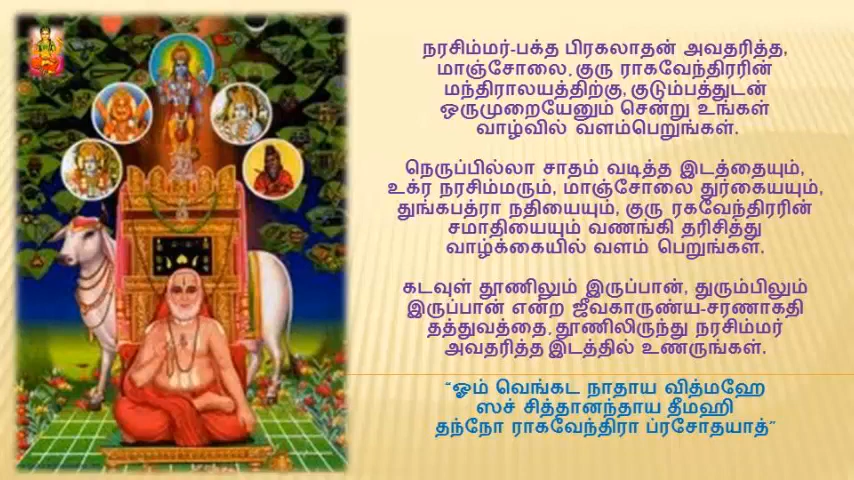 நரசிம்மர்-பக்த பிரகலாதன் அவதரித்த,
மாஞ்சோலை, குரு ராகவேந்திரரின்
மந்திராலயத்திற்கு, குடும்பத்துடன்
ஒருமுறையேனும் சென்று உங்கள்
வாழ்வில் வளம்பெறுங்கள்.
நெருப்பில்லா சாதம் வடித்த இடத்தையும்,
உக்ர நரசிம்மரும், மாஞ்சோலை துர்கையயும்,
துங்கபத்ரா நதியையும், குரு ரகவேந்திரரின்
சமாதியையும் வணங்கி தரிசித்து
வாழ்க்கையில் வளம் பெறுங்கள்.
கடவுள் தூணிலும் இருப்பான், துரும்பிலும்
இருப்பான் என்ற ஜீவகாருண்ய-சரணாகதி
தத்துவத்தை, தூணிலிருந்து நரசிம்மர்
அவதரித்த இடத்தில் உணருங்கள்.
“ஓம் வெங்கட நாதாய வித்மஹே
ஸச் சித்தானந்தாய தீமஹி
தந்நோ ராகவேந்திரா ப்ரசோதயாத்”